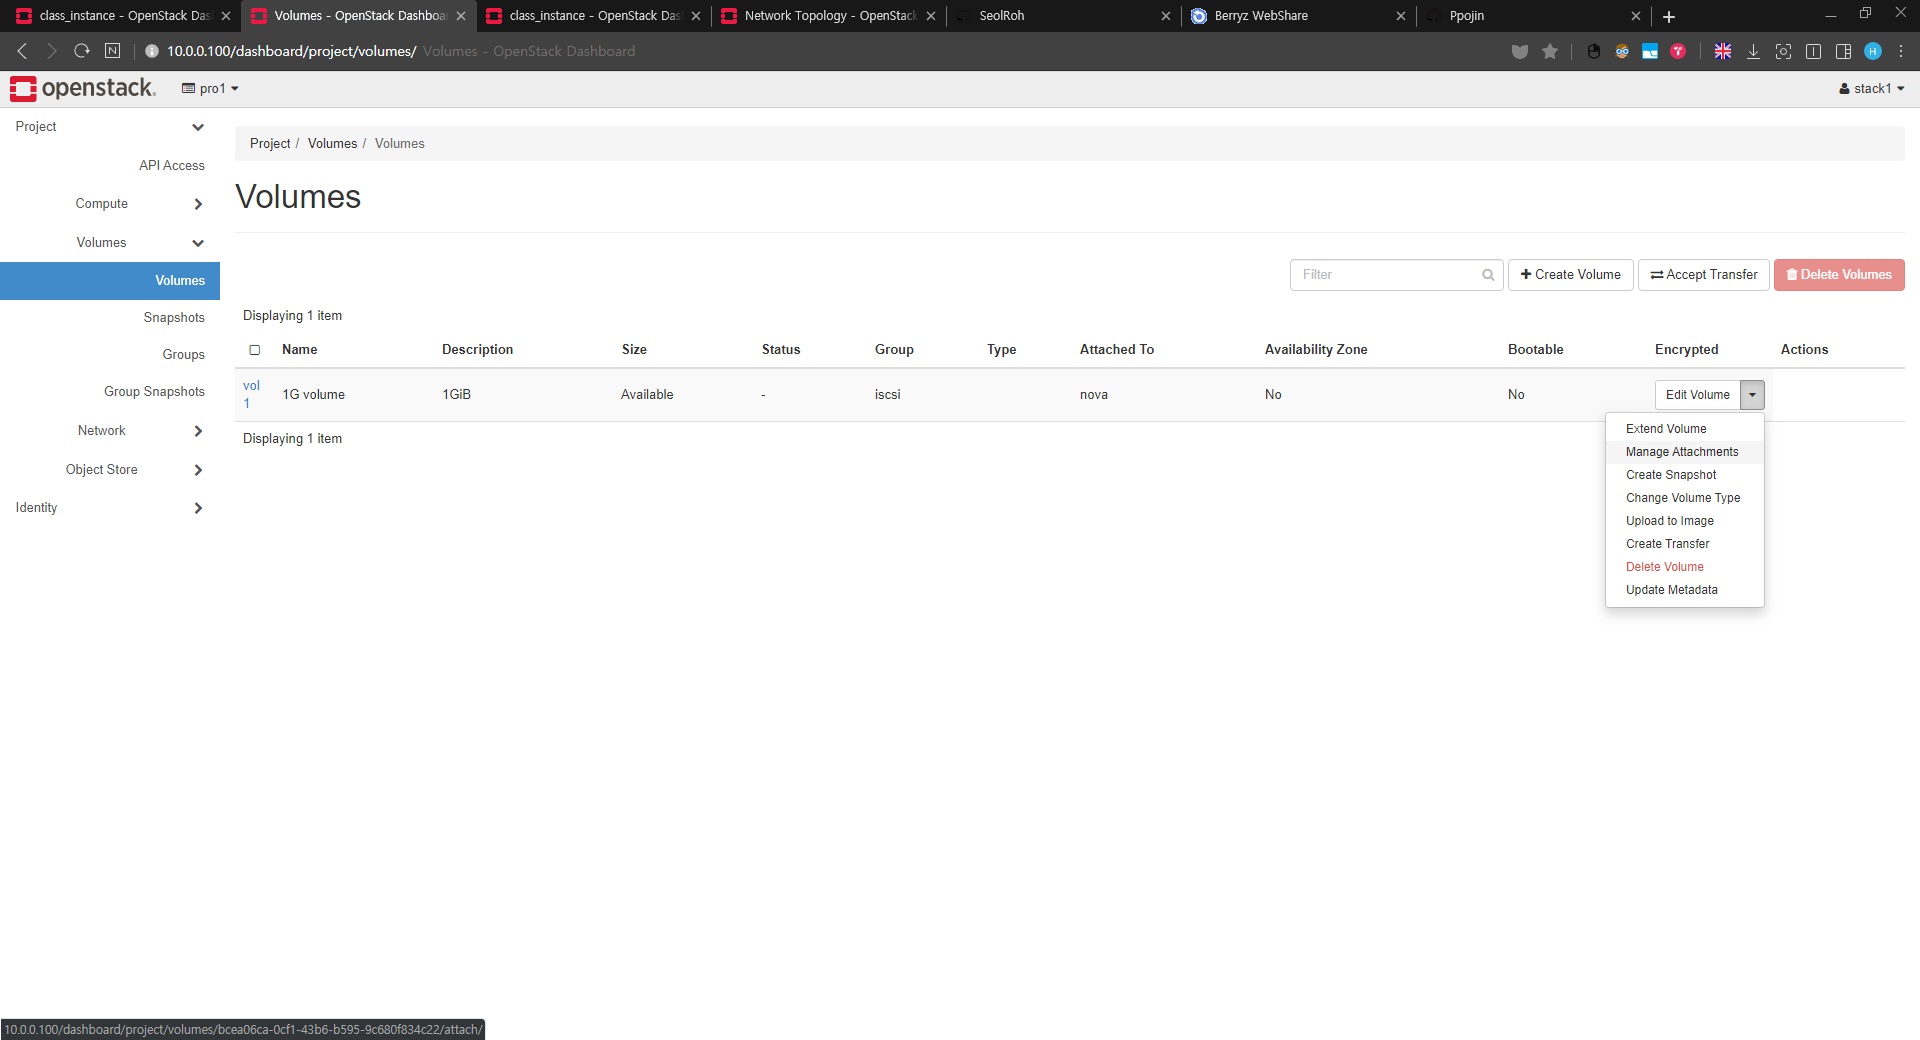 class_instance - OpenStack Das
Volumes - OpenStack Dashboa
class_instance - OpenStack Das
Network Topology - OpenStack
SeolRoh
Berryz WebShare
Ppojin
N
10.0.0.100/dashboard/project/volumes/ Volumes - OpenStack Dashboard
H
openstack.
pro1
stack1
Project
API Access
Compute
Volumes
Volumes
Snapshots
Groups
Group Snapshots
Network
Object Store
Identity
Project / Volumes / Volumes
Volumes
Filter
Create Volume
Accept Transfer
Delete Volumes
Displaying 1 item
Name Description Size Status Group Type Attached To Availability Zone Bootable Encrypted Actions
vol 1G volume 1GiB Available - iscsi nova No No Edit Volume
1
Displaying 1 item
Extend Volume
Manage Attachments
Create Snapshot
Change Volume Type
Upload to Image
Create Transfer
Delete Volume
Update Metadata
10.0.0.100/dashboard/project/volumes/bcea06ca-0cf1-43b6-b595-9c680f834c22/attach/